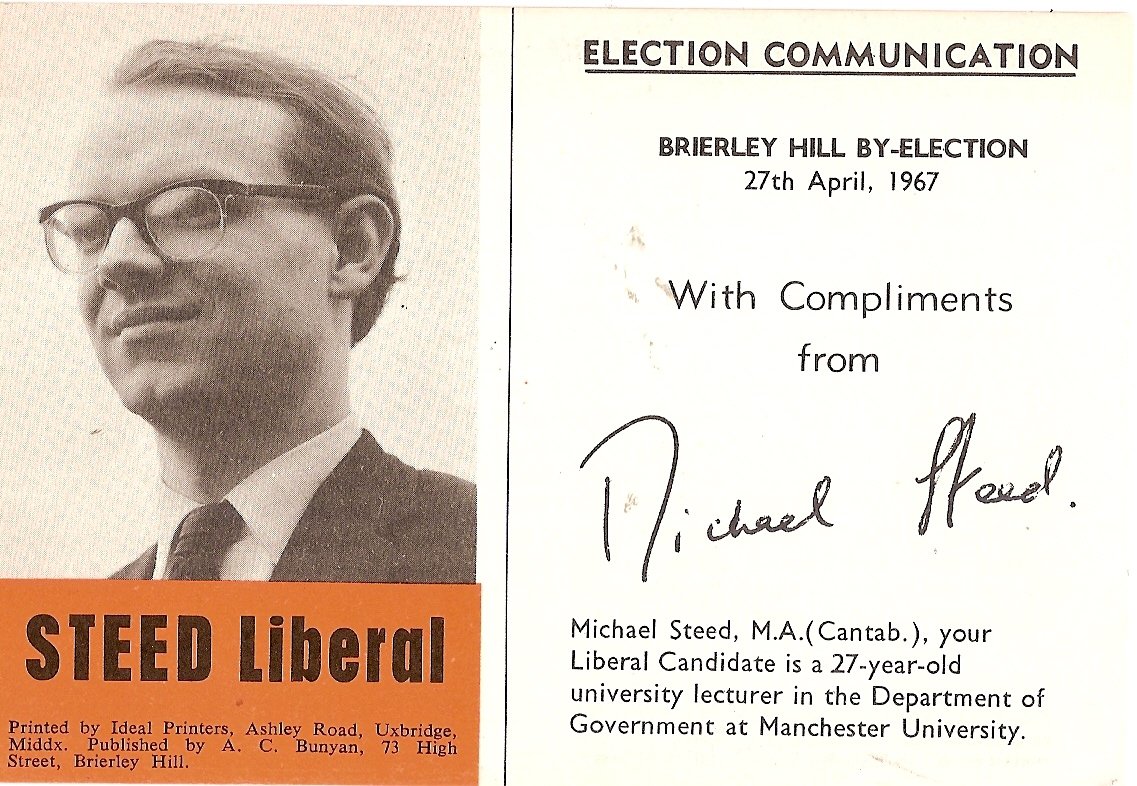 STEED Liberal
Printed by Ideal Printers, Ashley Road, Uxbridge,
Middx. Published by A. C. Bunyan, 73 High
Street, Brierley Hill.
ELECTION COMMUNICATION
BRIERLEY HILL BY-ELECTION
27th April, 1967
With Compliments
from
Michael Steed.
Michael Steed, M.A.(Cantab.), your
Liberal Candidate is a 27-year-old
university lecturer in the Department of
Government at Manchester University.